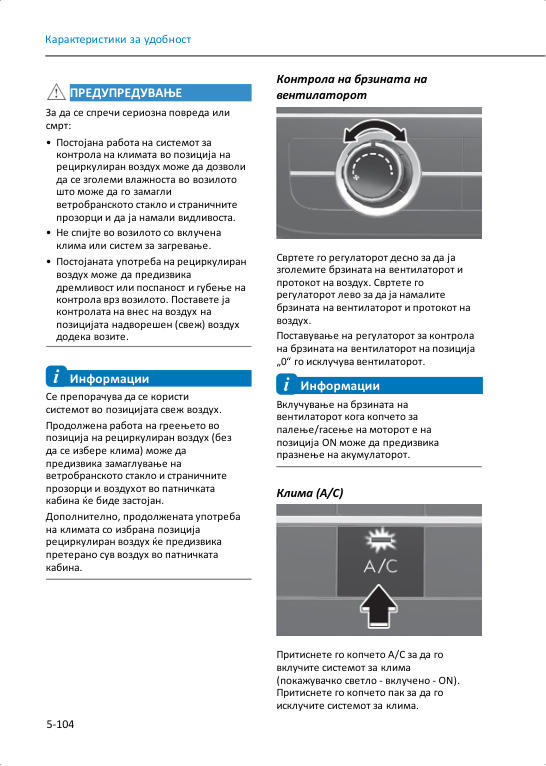 Карактеристики за удобност
ПРЕДУПРЕДУВАЊЕ
За да се спречи сериозна повреда или
смрт:
• Постојана работа на системот за
контрола на климата во позиција на
рециркулиран воздух може да дозволи
да се зголеми влажноста во возилото
што може да го замагли
ветробранското стакло и страничните
прозорци и да ја намали видливоста.
• Не спијте во возилото со вклучена
клима или систем за загревање.
• Постојаната употреба на рециркулиран
воздух може да предизвика
дремливост или поспаност и губење на
контрола врз возилото. Поставете ја
контролата на внес на воздух на
позицијата надворешен (свеж) воздух
додека возите.
i Информации
Се препорачува да се користи
системот во позицијата свеж воздух.
Продолжена работа на греењето во
позиција на рециркулиран воздух (без
да се избере клима) може да
предизвика замаглување на
ветробранското стакло и страничните
прозорци и воздухот во патничката
кабина ќе биде застојан.
Дополнително, продолжената употреба
на климата со избрана позиција
рециркулиран воздух ќе предизвика
претерано сув воздух во патничката
кабина.
Контрола на брзината на
вентилаторот
Свртете го регулаторот десно за да ја
зголемите брзината на вентилаторот и
протокот на воздух. Свртете го
регулаторот лево за да ја намалите
брзината на вентилаторот и протокот на
воздух.
Поставување на регулаторот за контрола
на брзината на вентилаторот на позиција
„0“ го исклучува вентилаторот.
i Информации
Вклучување на брзината на
вентилаторот кога копчето за
палење/гасење на моторот е на
позиција ON може да предизвика
празнење на акумулаторот.
Клима (A/C)
A/C
Притиснете го копчето A/C за да го
вклучите системот за клима
(покажувачко светло - вклучено - ON).
Притиснете го копчето пак за да го
исклучите системот за клима.
5-104